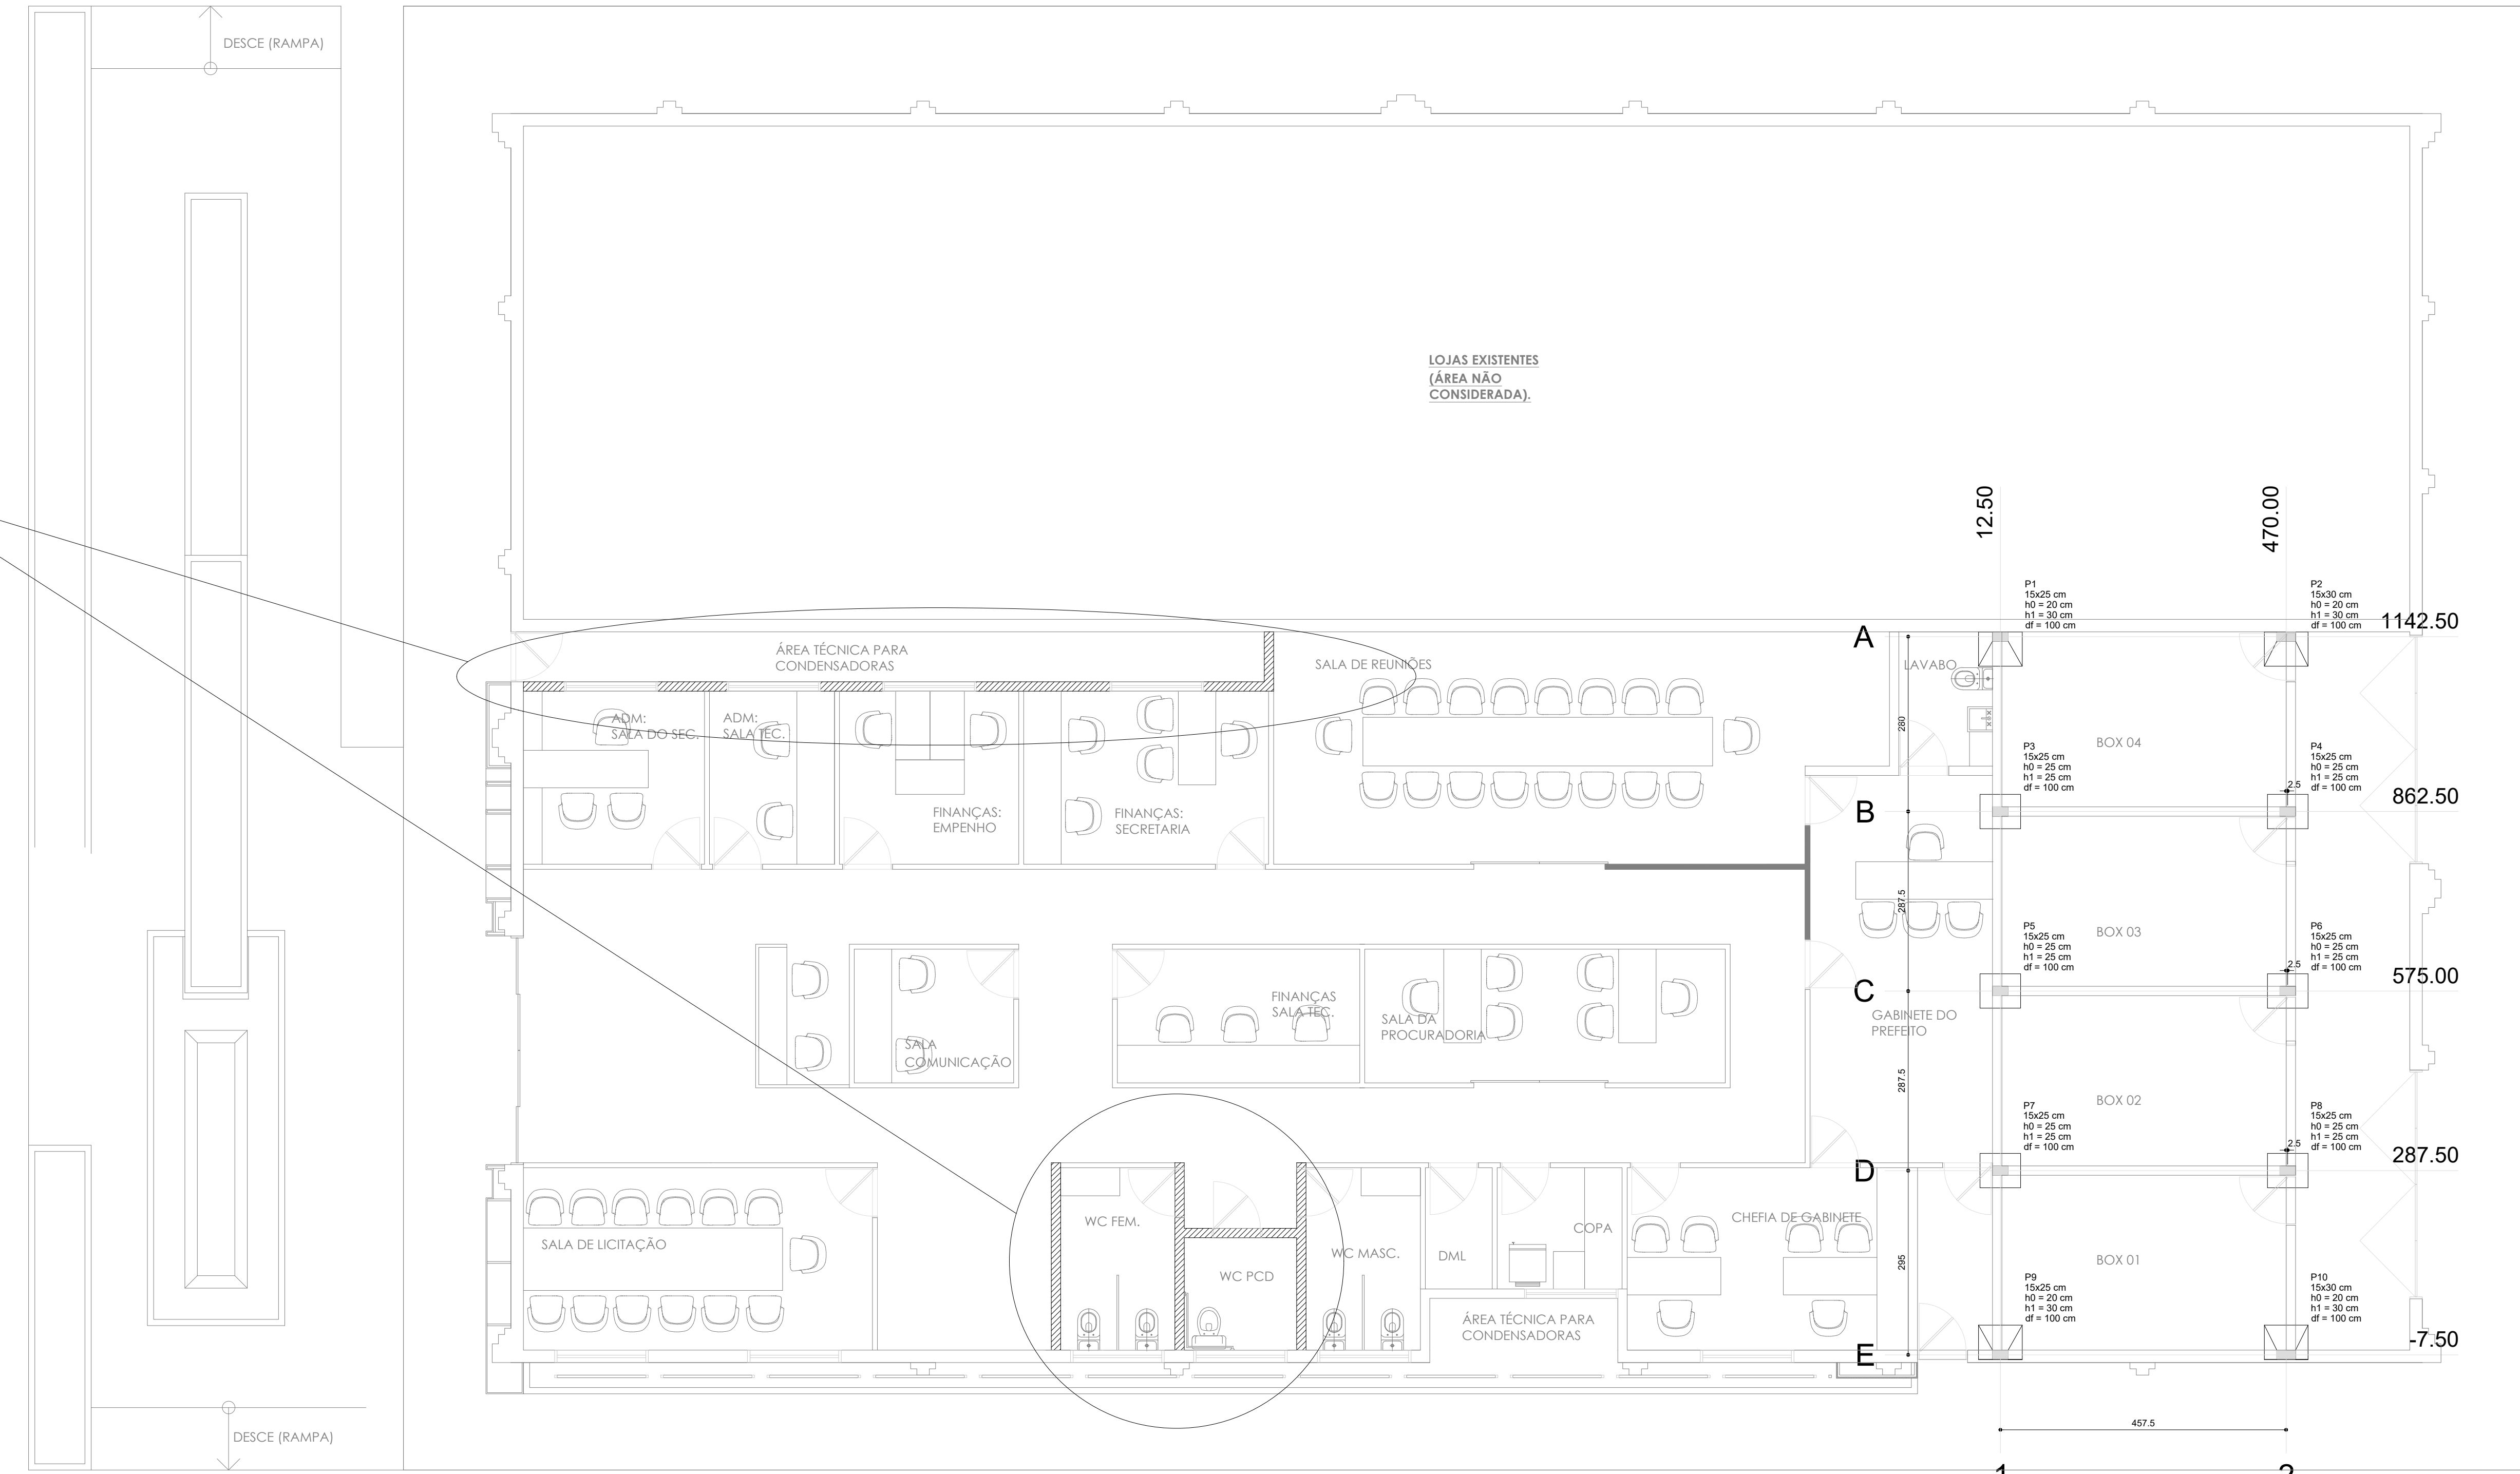 DESCE (RAMPA)
LOJAS EXISTENTES
(ÁREA NÃO
CONSIDERADA).
12.50
470.00
P1
15x25 cm
h0 = 20 cm
h1 = 30 cm
df = 100 cm
P2
15x30 cm
h0 = 20 cm
h1 = 30 cm
df = 100 cm
1142.50
A
ÁREA TÉCNICA PARA
CONDENSADORAS
SALA DE REUNIÕES
LAVABO
ADM:
SALA DO SEC.
ADM:
SALA TEC.
280
BOX 04
P3
15x25 cm
h0 = 25 cm
h1 = 25 cm
df = 100 cm
P4
15x25 cm
h0 = 25 cm
h1 = 25 cm
df = 100 cm
2.5
862.50
B
FINANÇAS:
EMPENHO
FINANÇAS:
SECRETARIA
287.5
BOX 03
P5
15x25 cm
h0 = 25 cm
h1 = 25 cm
df = 100 cm
P6
15x25 cm
h0 = 25 cm
h1 = 25 cm
df = 100 cm
2.5
575.00
C
FINANÇAS
SALA TEC.
SALA DA
PROCURADORIA
GABINETE DO
PREFEITO
SALA
COMUNICAÇÃO
287.5
BOX 02
P7
15x25 cm
h0 = 25 cm
h1 = 25 cm
df = 100 cm
P8
15x25 cm
h0 = 25 cm
h1 = 25 cm
df = 100 cm
2.5
287.50
D
WC FEM.
CHEFIA DE GABINETE
COPA
SALA DE LICITAÇÃO
WC MASC.
DML
WC PCD
295
BOX 01
P9
15x25 cm
h0 = 20 cm
h1 = 30 cm
df = 100 cm
P10
15x30 cm
h0 = 20 cm
h1 = 30 cm
df = 100 cm
ÁREA TÉCNICA PARA
CONDENSADORAS
-7.50
E
457.5
DESCE (RAMPA)
1
2